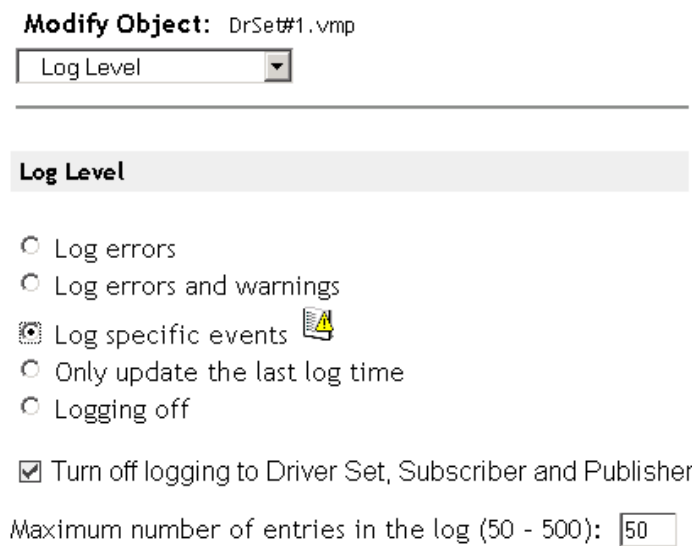 Modify Object: DrSet#1.vmp
Log Level
Log Level
Log errors
Log errors and warnings
Log specific events
Only update the last log time
Logging off
Turn off logging to Driver Set, Subscriber and Publisher
Maximum number of entries in the log (50 - 500): 50